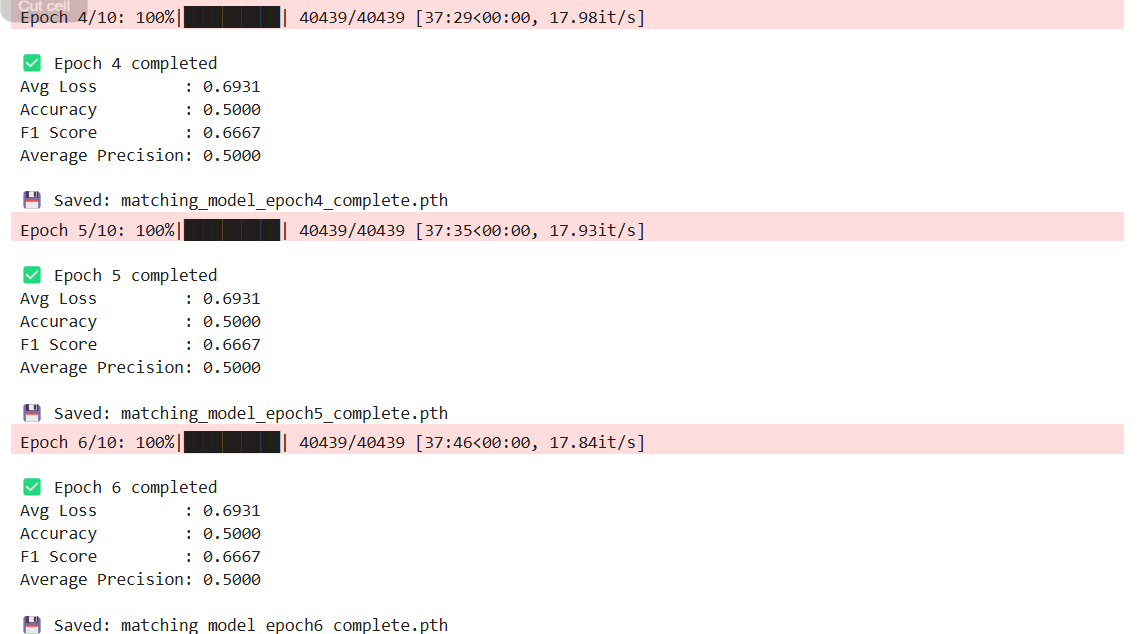 Cut cell
Epoch 4/10: 100%|██████████| 40439/40439 [37:29<00:00, 17.98it/s]
✅ Epoch 4 completed
Avg Loss         : 0.6931
Accuracy         : 0.5000
F1 Score         : 0.6667
Average Precision: 0.5000
💾 Saved: matching_model_epoch4_complete.pth
Epoch 5/10: 100%|██████████| 40439/40439 [37:35<00:00, 17.93it/s]
✅ Epoch 5 completed
Avg Loss         : 0.6931
Accuracy         : 0.5000
F1 Score         : 0.6667
Average Precision: 0.5000
💾 Saved: matching_model_epoch5_complete.pth
Epoch 6/10: 100%|██████████| 40439/40439 [37:46<00:00, 17.84it/s]
✅ Epoch 6 completed
Avg Loss         : 0.6931
Accuracy         : 0.5000
F1 Score         : 0.6667
Average Precision: 0.5000
💾 Saved: matching_model_epoch6_complete.pth